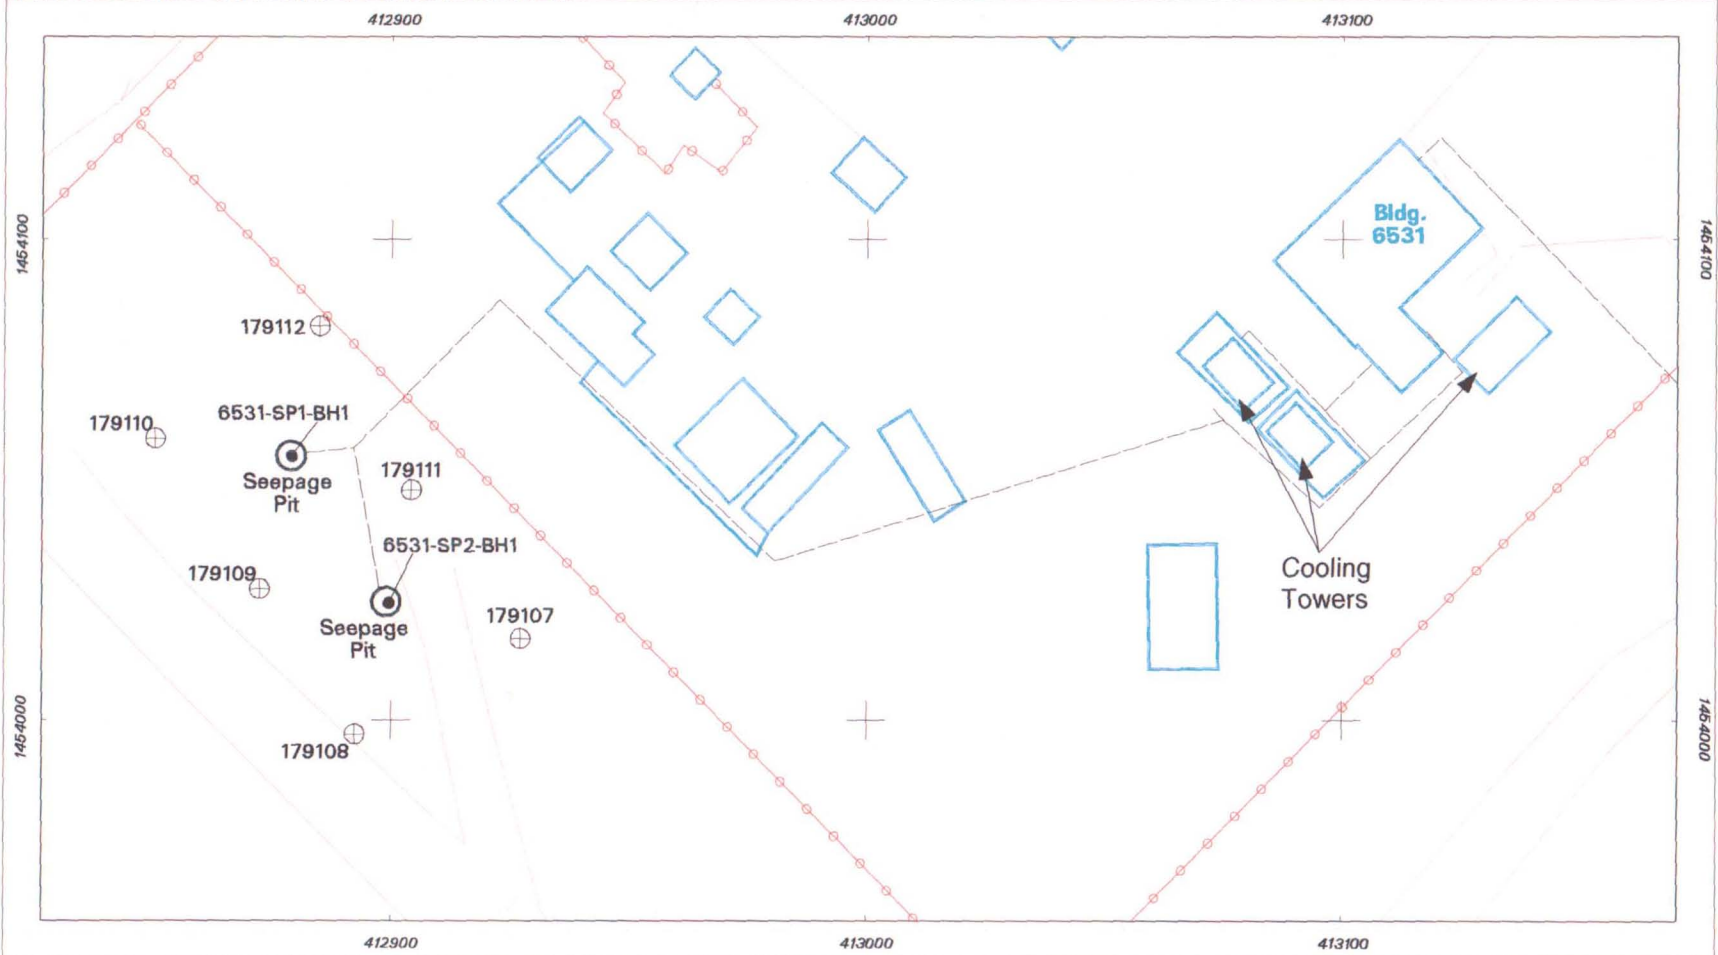 412900
413000
413100
1454100
1454100
Bldg.
6531
179112
179110
6531-SP1-BH1
Seepage
Pit
179111
6531-SP2-BH1
179109
Seepage
Pit
179107
Cooling
Towers
1454000
1454000
179108
412900
413000
413100